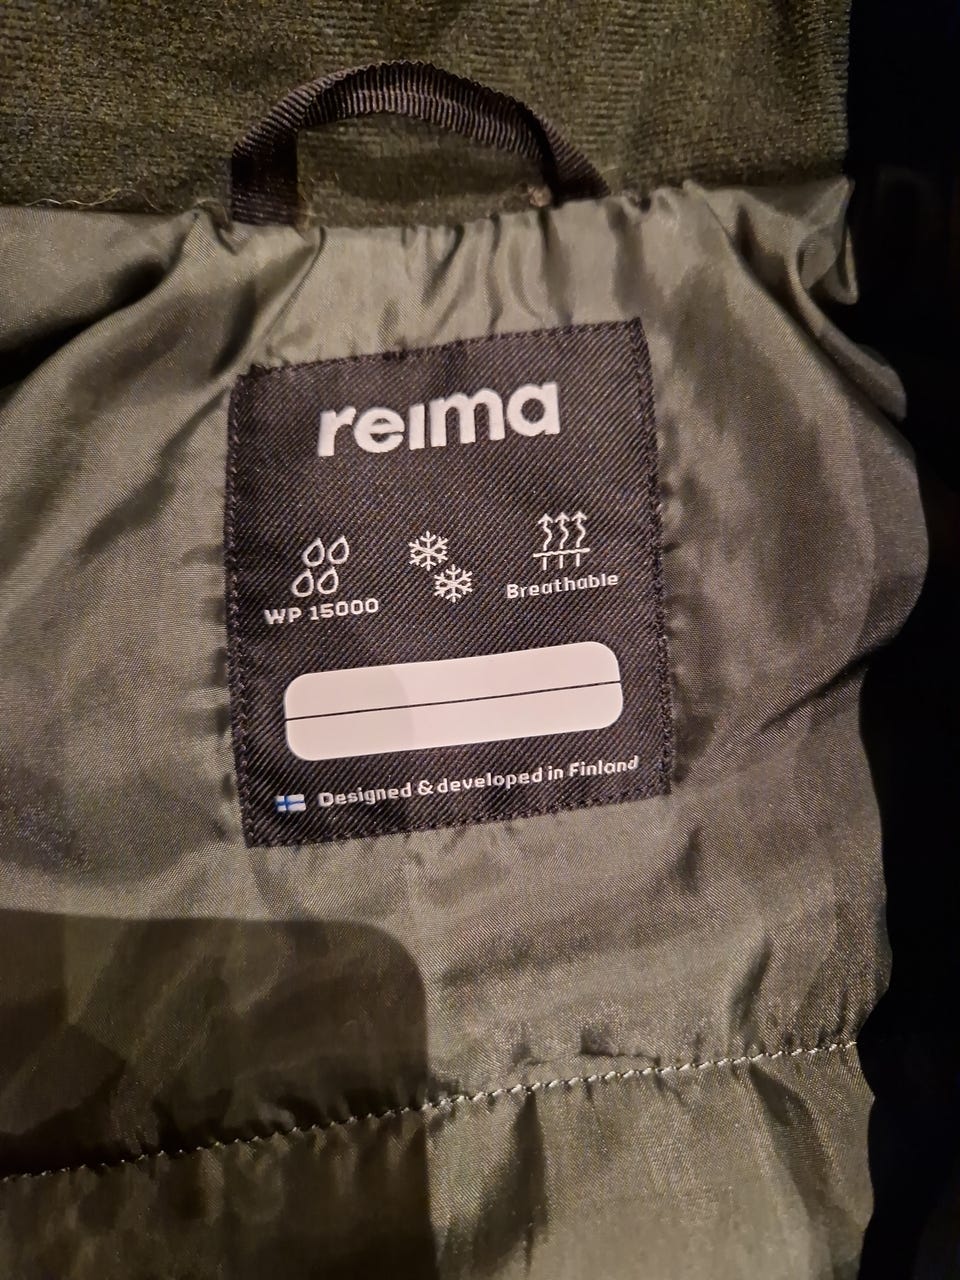 reima
WP 15000
Breathable
Designed & developed in Finland